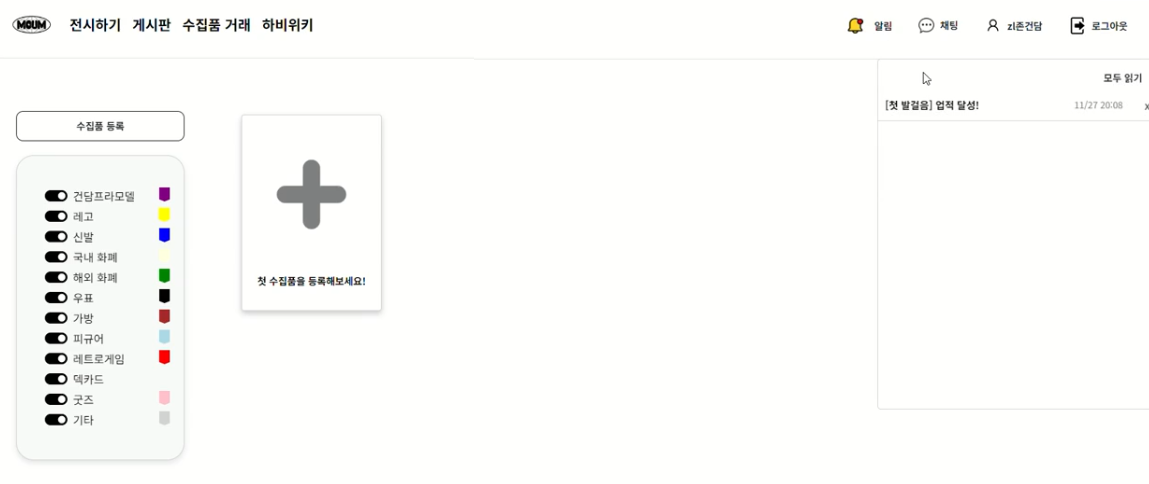 MOUM 전시하기 게시판 수집품 거래 하비위키 알림 채팅 zl존건담 로그아웃
모두 읽기
[첫 발걸음] 업적 달성! 11/27 20:08 x
수집품 등록
건담프라모델
레고
신발
국내 화폐
해외 화폐
우표
가방
피규어
레트로게임
덱카드
굿즈
기타
첫 수집품을 등록해보세요!